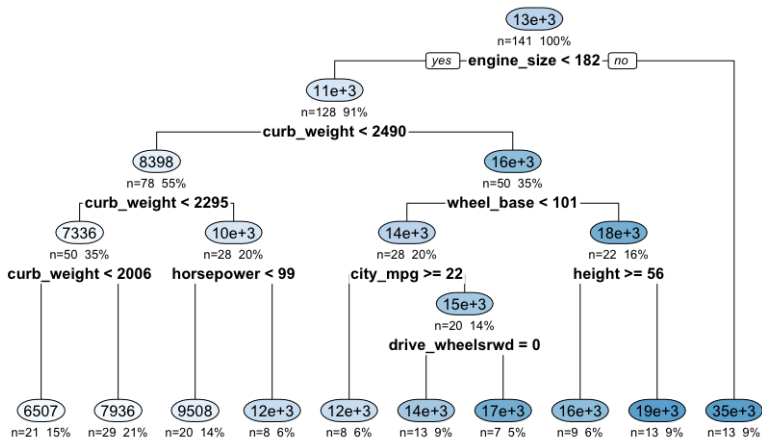 13e+3
n=141 100%
yes engine_size < 182 no
11e+3
n=128 91%
curb_weight < 2490
8398 16e+3
n=78 55% n=50 35%
curb_weight < 2295 wheel_base < 101
7336 10e+3 14e+3 18e+3
n=50 35% n=28 20% n=28 20% n=22 16%
curb_weight < 2006 horsepower < 99 city_mpg >= 22 height >= 56
15e+3
n=20 14%
drive_wheelsrwd = 0
6507 7936 9508 12e+3 12e+3 14e+3 17e+3 16e+3 19e+3 35e+3
n=21 15% n=29 21% n=20 14% n=8 6% n=8 6% n=13 9% n=7 5% n=9 6% n=13 9% n=13 9%